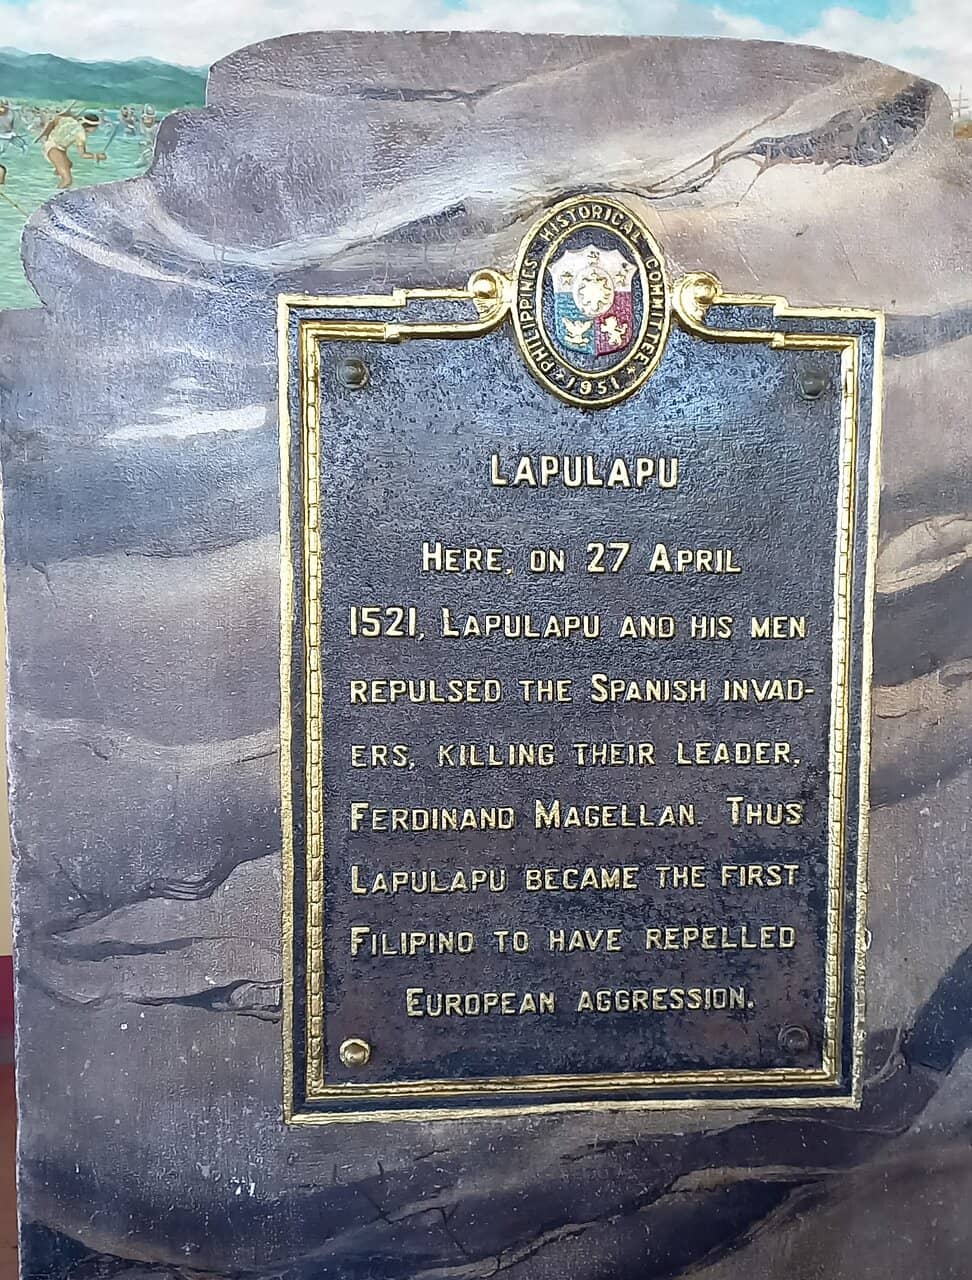 PHILIPPINES HISTORICAL COMMITTEE
1951
LAPULAPU
HERE, ON 27 APRIL
1521, LAPULAPU AND HIS MEN
REPULSED THE SPANISH INVAD-
ERS, KILLING THEIR LEADER,
FERDINAND MAGELLAN. THUS
LAPULAPU BECAME THE FIRST
FILIPINO TO HAVE REPELLED
EUROPEAN AGGRESSION.